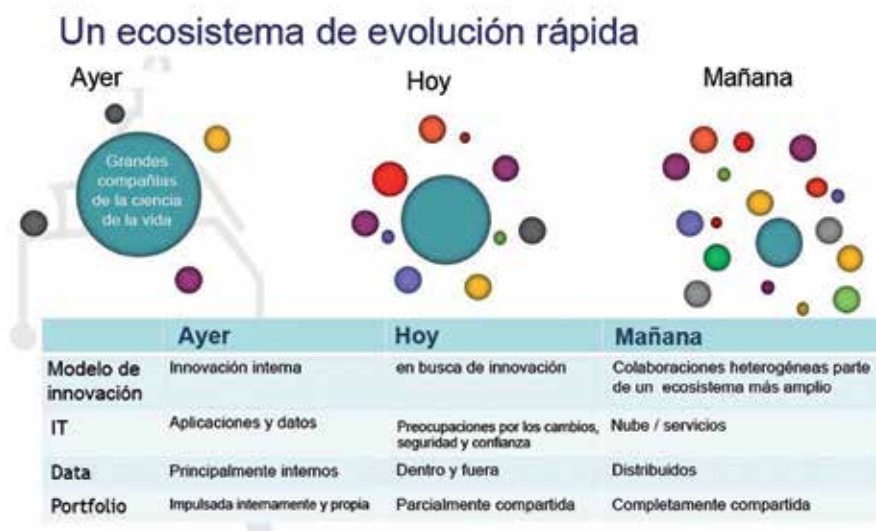 Un ecosistema de evolución rápida
Ayer
Hoy
Mañana
Grandes
compañías
de la ciencia
de la vida
Ayer
Hoy
Mañana
Modelo de
innovación
Innovación interna
en busca de innovación
Colaboraciones heterogéneas parte
de un ecosistema más amplio
IT
Aplicaciones y datos
Preocupaciones por los cambios,
seguridad y confianza
Nube / servicios
Data
Principalmente internos
Dentro y fuera
Distribuidos
Portfolio
Impulsada internamente y propia
Parcialmente compartida
Completamente compartida